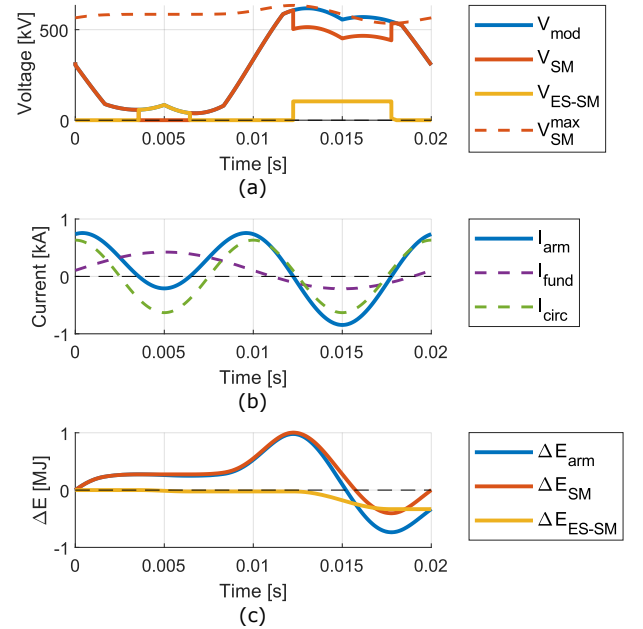 500
0
Voltage [kV]
0
0.005
0.01
0.015
0.02
Time [s]
(a)
V_mod
V_SM
V_ES-SM
V_SM^max
1
0
-1
Current [kA]
0
0.005
0.01
0.015
0.02
Time [s]
(b)
I_arm
I_fund
I_circ
1
0
-1
ΔE [MJ]
0
0.005
0.01
0.015
0.02
Time [s]
(c)
ΔE_arm
ΔE_SM
ΔE_ES-SM